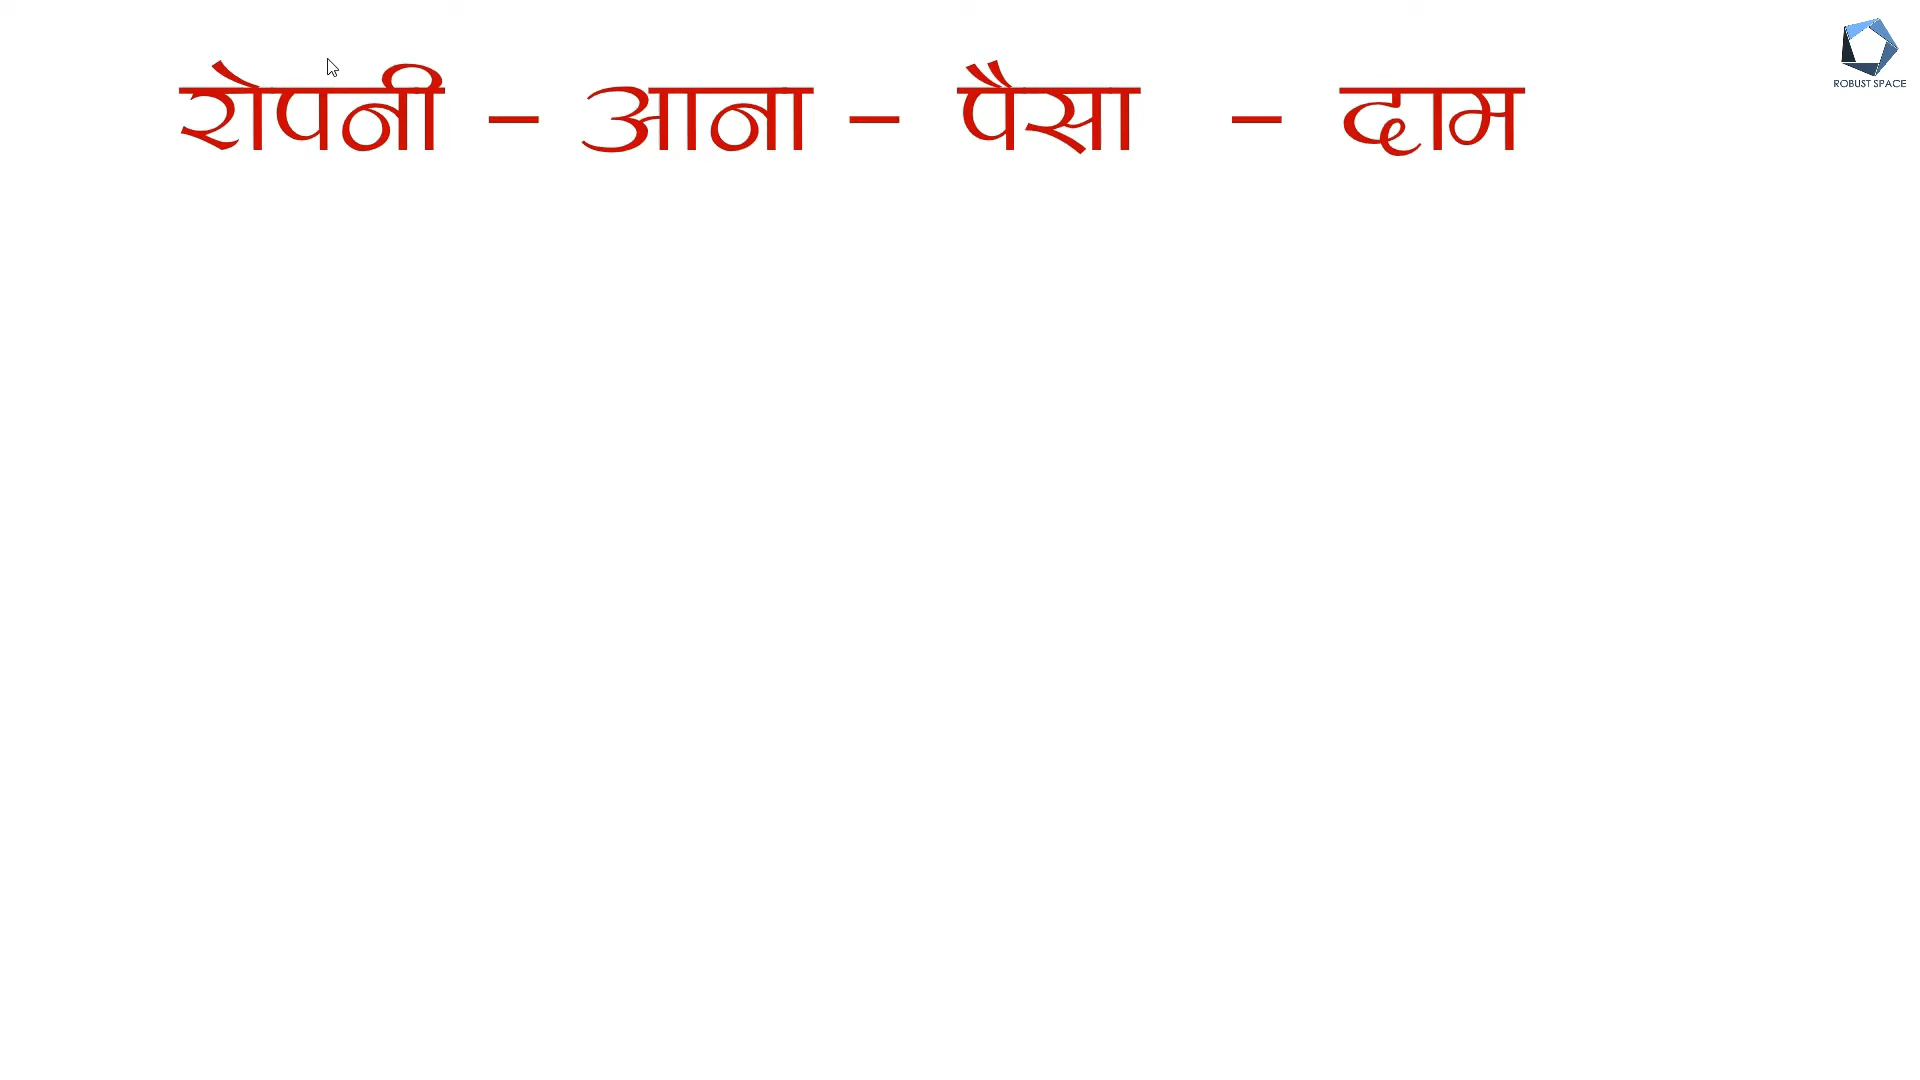 रोपनी – आना – पैसा – दाम
ROBUST SPACE